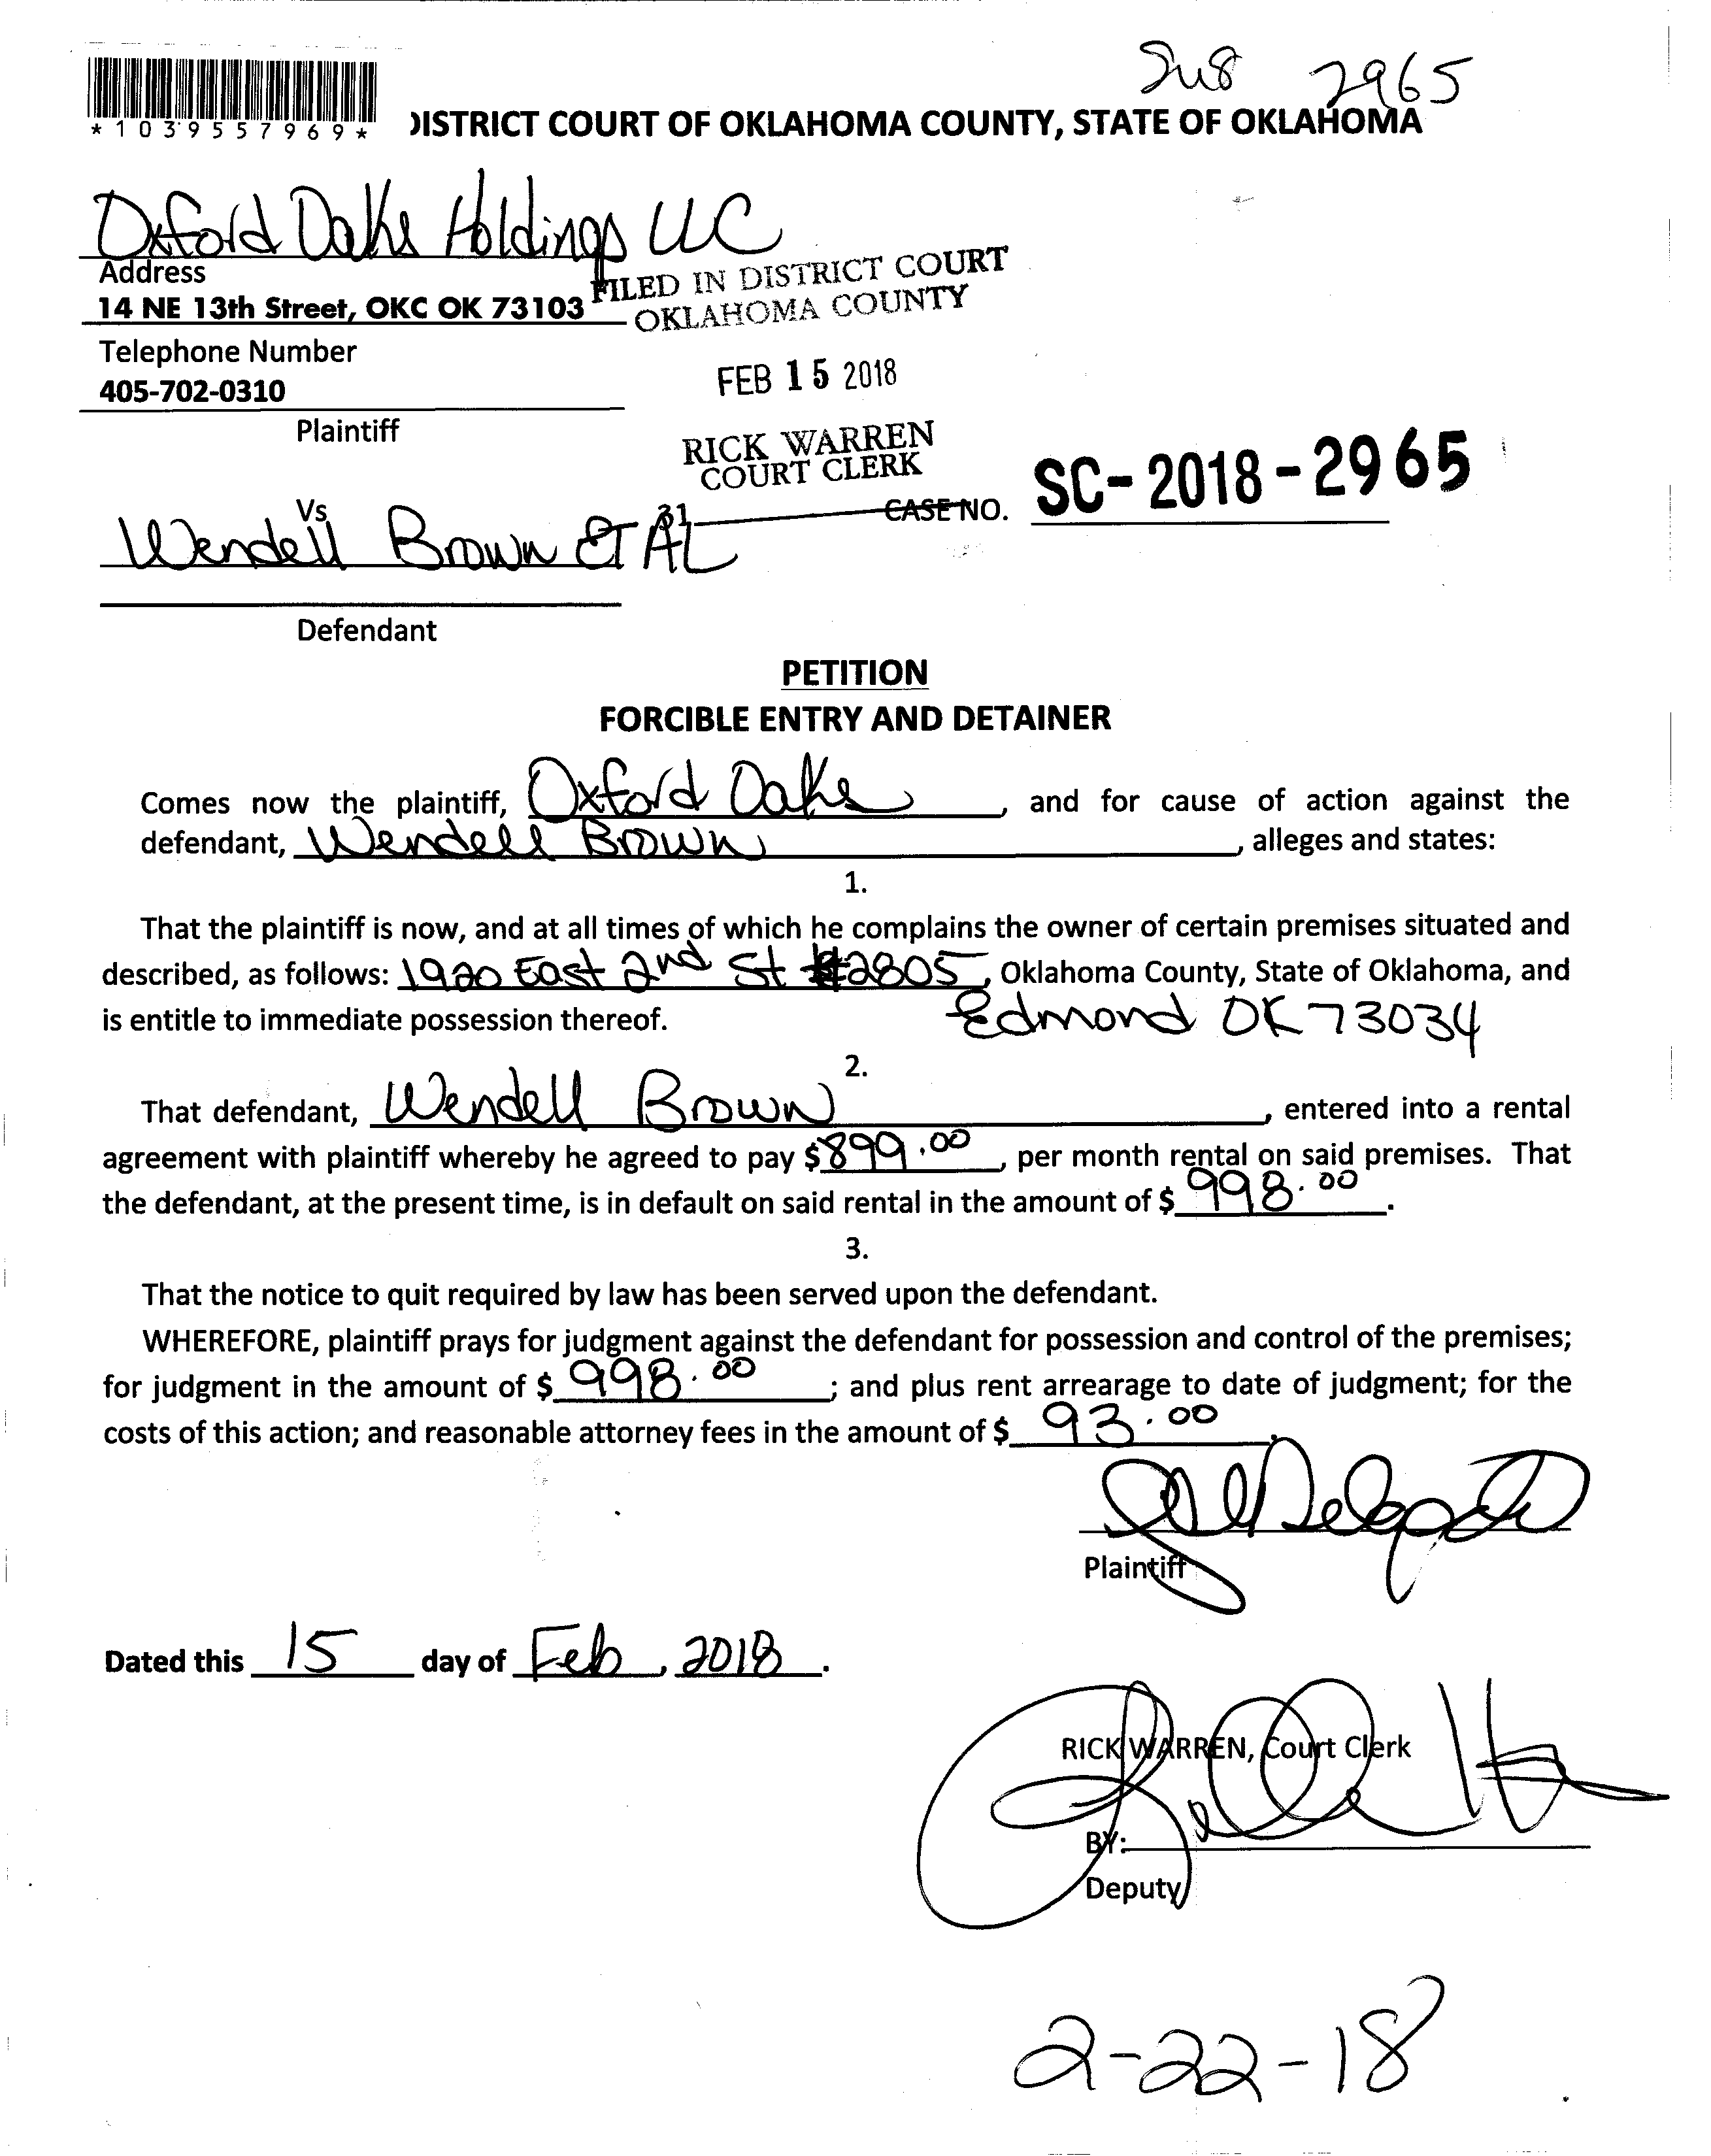 2965
*1039557969*
DISTRICT COURT OF OKLAHOMA COUNTY, STATE OF OKLAHOMA
Oxford Oaks Holdings LLC
Address
14 NE 13th Street, OKC OK 73103
FILED IN DISTRICT COURT
OKLAHOMA COUNTY
Telephone Number
405-702-0310
FEB 15 2018
Plaintiff
RICK WARREN
COURT CLERK
SC-2018-2965
Vs
31
CASE NO.
Wendell Brown ET AL
Defendant
PETITION
FORCIBLE ENTRY AND DETAINER
Comes now the plaintiff, Oxford Oaks, and for cause of action against the
defendant, Wendell Brown, alleges and states:
1.
That the plaintiff is now, and at all times of which he complains the owner of certain premises situated and
described, as follows: 1920 East 2nd St #2805, Oklahoma County, State of Oklahoma, and
is entitle to immediate possession thereof. Edmond OK 73034
2.
That defendant, Wendell Brown, entered into a rental
agreement with plaintiff whereby he agreed to pay $899.00, per month rental on said premises. That
the defendant, at the present time, is in default on said rental in the amount of $998.00.
3.
That the notice to quit required by law has been served upon the defendant.
WHEREFORE, plaintiff prays for judgment against the defendant for possession and control of the premises;
for judgment in the amount of $998.00; and plus rent arrearage to date of judgment; for the
costs of this action; and reasonable attorney fees in the amount of $93.00.
Plaintiff
Dated this 15 day of Feb, 2018.
RICK WARREN, Court Clerk
BY:
Deputy
2-22-18